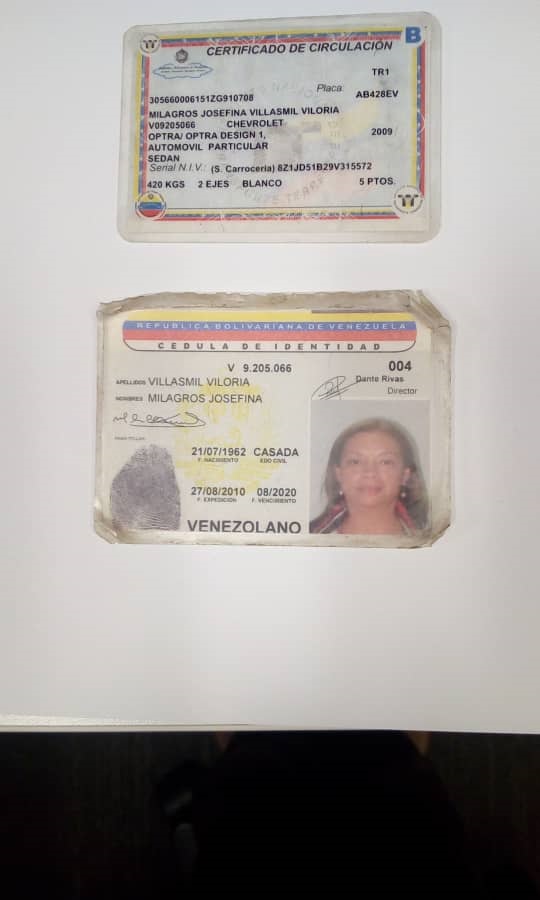 CERTIFICADO DE CIRCULACIÓN
B
TR1
Placa:
305660006151ZG910708 AB428EV
MILAGROS JOSEFINA VILLASMIL VILORIA
V09205066 CHEVROLET
OPTRA/ OPTRA DESIGN 1, 2009
AUTOMOVIL PARTICULAR
SEDAN
Serial N.I.V.: (S. Carroceria) 8Z1JD51B29V315572
420 KGS 2 EJES BLANCO 5 PTOS.
REPUBLICA BOLIVARIANA DE VENEZUELA
CEDULA DE IDENTIDAD
V 9.205.066 004
APELLIDOS VILLASMIL VILORIA Dante Rivas
NOMBRES MILAGROS JOSEFINA Director
21/07/1962 CASADA
F. NACIMIENTO EDO CIVIL
27/08/2010 08/2020
F. EXPEDICION F. VENCIMIENTO
VENEZOLANO